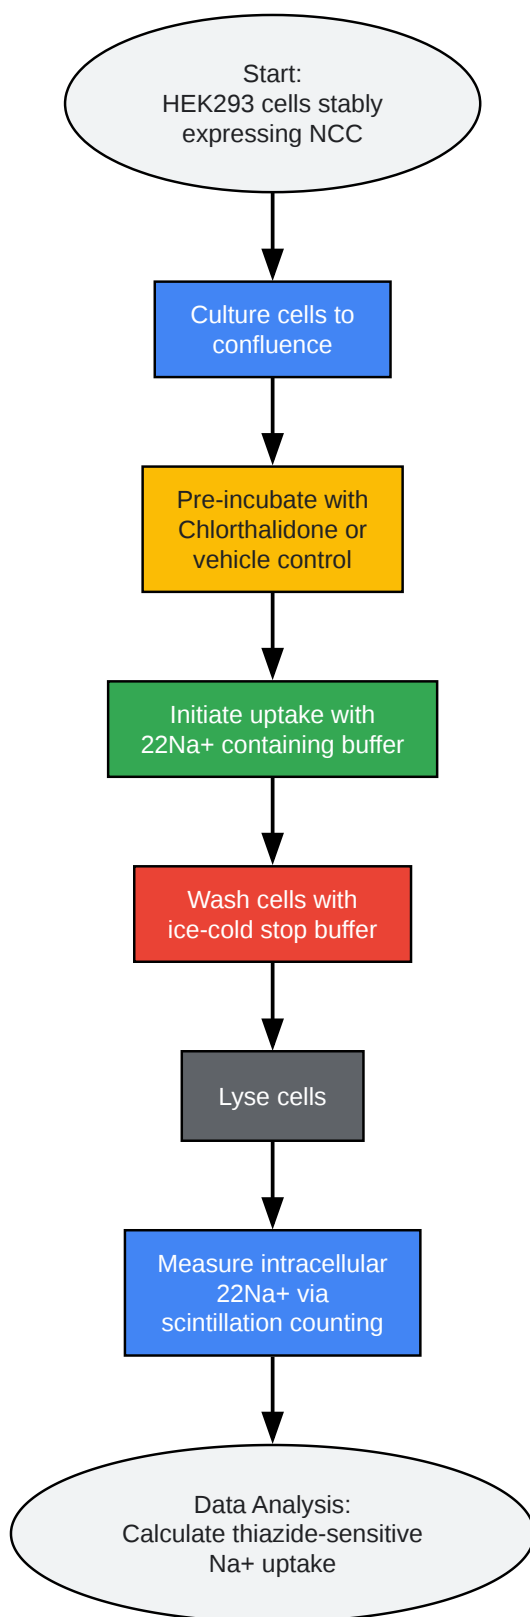 Start:
HEK293 cells stably
expressing NCC
Culture cells to
confluence
Pre-incubate with
Chlorthalidone or
vehicle control
Initiate uptake with
22Na+ containing buffer
Wash cells with
ice-cold stop buffer
Lyse cells
Measure intracellular
22Na+ via
scintillation counting
Data Analysis:
Calculate thiazide-sensitive
Na+ uptake